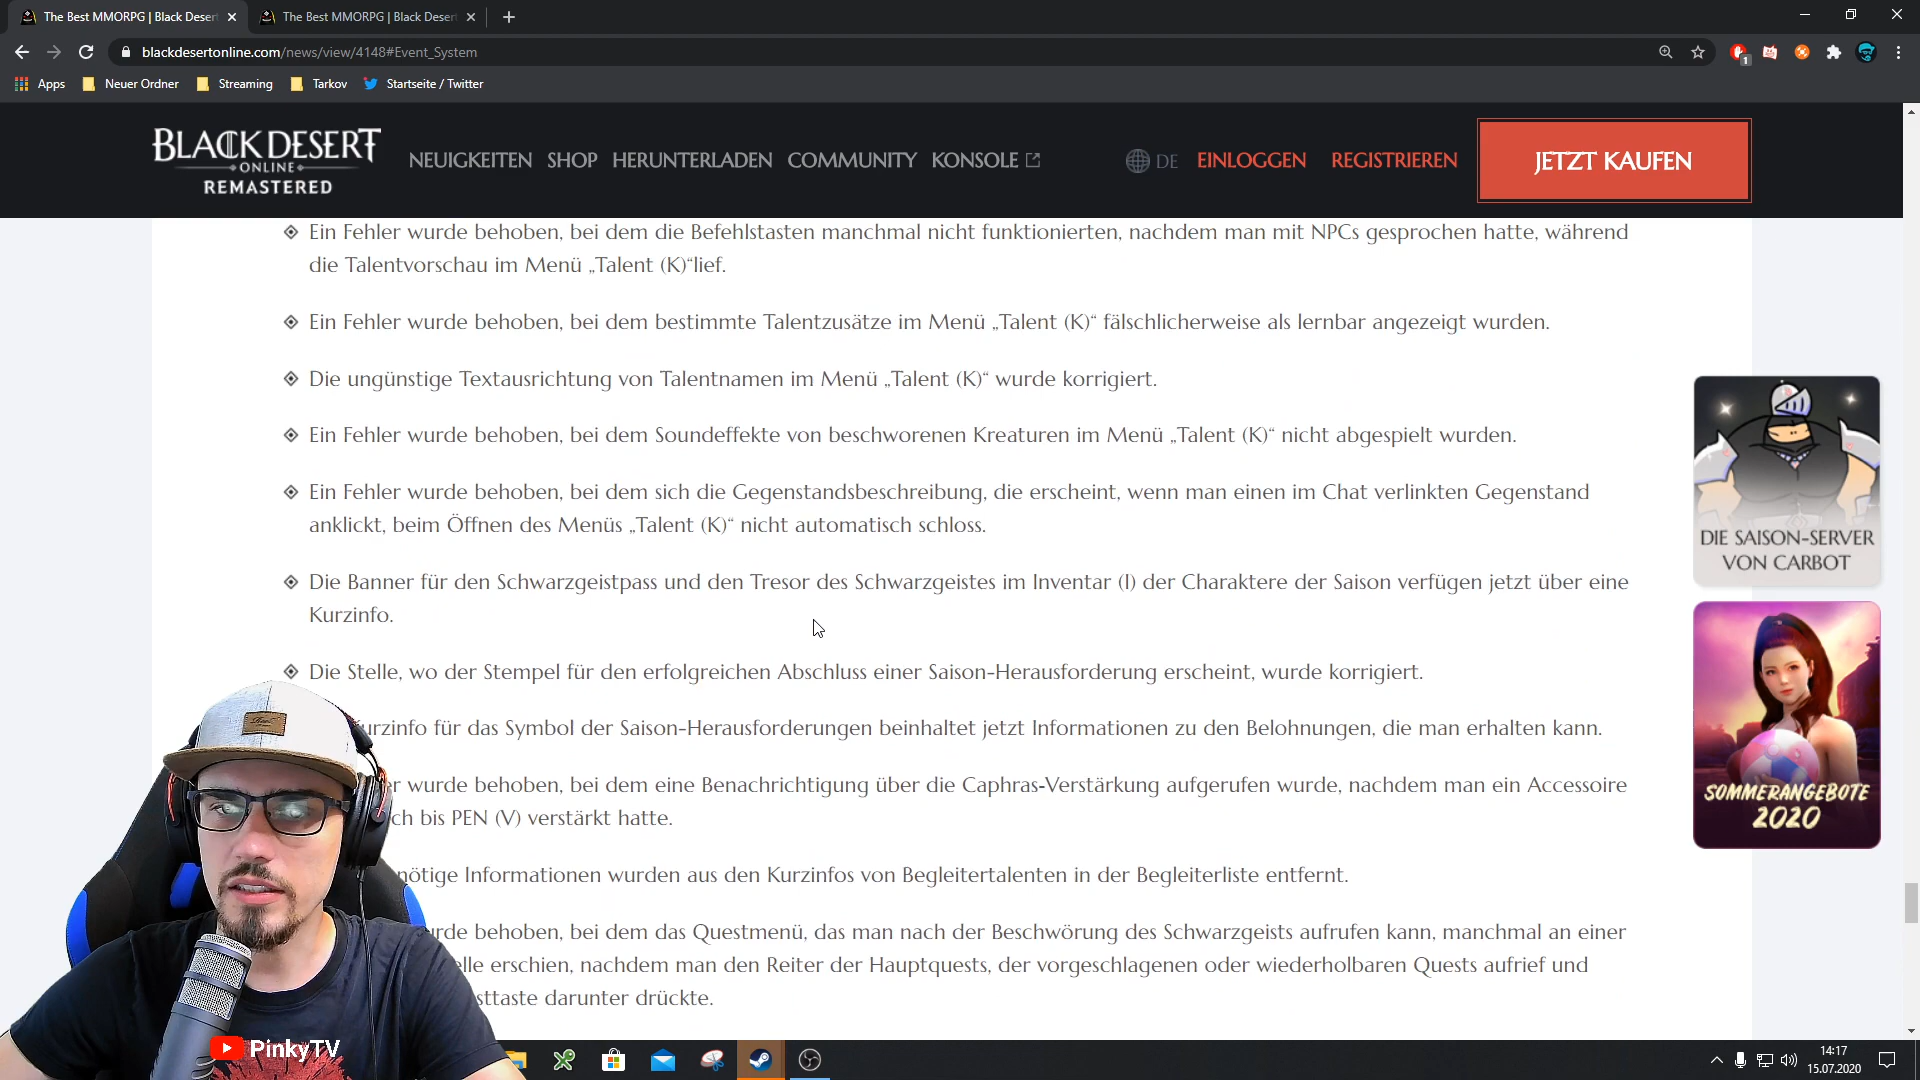 The Best MMORPG | Black Desert
The Best MMORPG | Black Desert
blackdesertonline.com/news/view/4148#Event_System
1
Apps
Neuer Ordner
Streaming
Tarkov
Startseite / Twitter
BLACK DESERT
ONLINE
REMASTERED
NEUIGKEITEN SHOP HERUNTERLADEN COMMUNITY KONSOLE
DE EINLOGGEN REGISTRIEREN
JETZT KAUFEN
Ein Fehler wurde behoben, bei dem die Befehlstasten manchmal nicht funktionierten, nachdem man mit NPCs gesprochen hatte, während
die Talentvorschau im Menü „Talent (K)“lief.
Ein Fehler wurde behoben, bei dem bestimmte Talentzusätze im Menü „Talent (K)“ fälschlicherweise als lernbar angezeigt wurden.
Die ungünstige Textausrichtung von Talentnamen im Menü „Talent (K)“ wurde korrigiert.
Ein Fehler wurde behoben, bei dem Soundeffekte von beschworenen Kreaturen im Menü „Talent (K)“ nicht abgespielt wurden.
Ein Fehler wurde behoben, bei dem sich die Gegenstandsbeschreibung, die erscheint, wenn man einen im Chat verlinkten Gegenstand
anklickt, beim Öffnen des Menüs „Talent (K)“ nicht automatisch schloss.
Die Banner für den Schwarzgeistpass und den Tresor des Schwarzgeistes im Inventar (I) der Charaktere der Saison verfügen jetzt über eine
Kurzinfo.
Die Stelle, wo der Stempel für den erfolgreichen Abschluss einer Saison-Herausforderung erscheint, wurde korrigiert.
urzinfo für das Symbol der Saison-Herausforderungen beinhaltet jetzt Informationen zu den Belohnungen, die man erhalten kann.
r wurde behoben, bei dem eine Benachrichtigung über die Caphras-Verstärkung aufgerufen wurde, nachdem man ein Accessoire
ch bis PEN (V) verstärkt hatte.
nötige Informationen wurden aus den Kurzinfos von Begleitertalenten in der Begleiterliste entfernt.
rde behoben, bei dem das Questmenü, das man nach der Beschwörung des Schwarzgeists aufrufen kann, manchmal an einer
elle erschien, nachdem man den Reiter der Hauptquests, der vorgeschlagenen oder wiederholbaren Quests aufrief und
sttaste darunter drückte.
DIE SAISON-SERVER
VON CARBOT
SOMMERANGEBOTE
2020
PinkyTV
14:17
15.07.2020